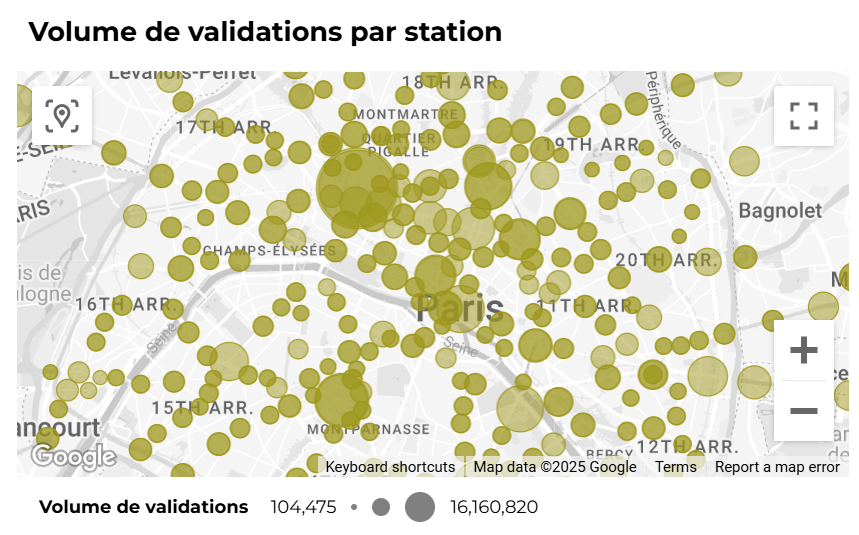 Volume de validations par station
Levallois-Perret
18TH ARR.
Périphérique
MONTMARTRE
17TH ARR.
QUARTIER
PIGALLE
19TH ARR.
ARIS
Bagnolet
CHAMPS-ÉLYSÉES
20TH ARR.
is de
ulogne
M
16TH ARR.
Paris
11TH ARR.
Seine
Seine
ce
15TH ARR.
ancourt
MONTPARNASSE
12TH ARR.
BERCY
Google
Keyboard shortcuts
Map data ©2025 Google
Terms
Report a map error
Volume de validations
104,475
16,160,820